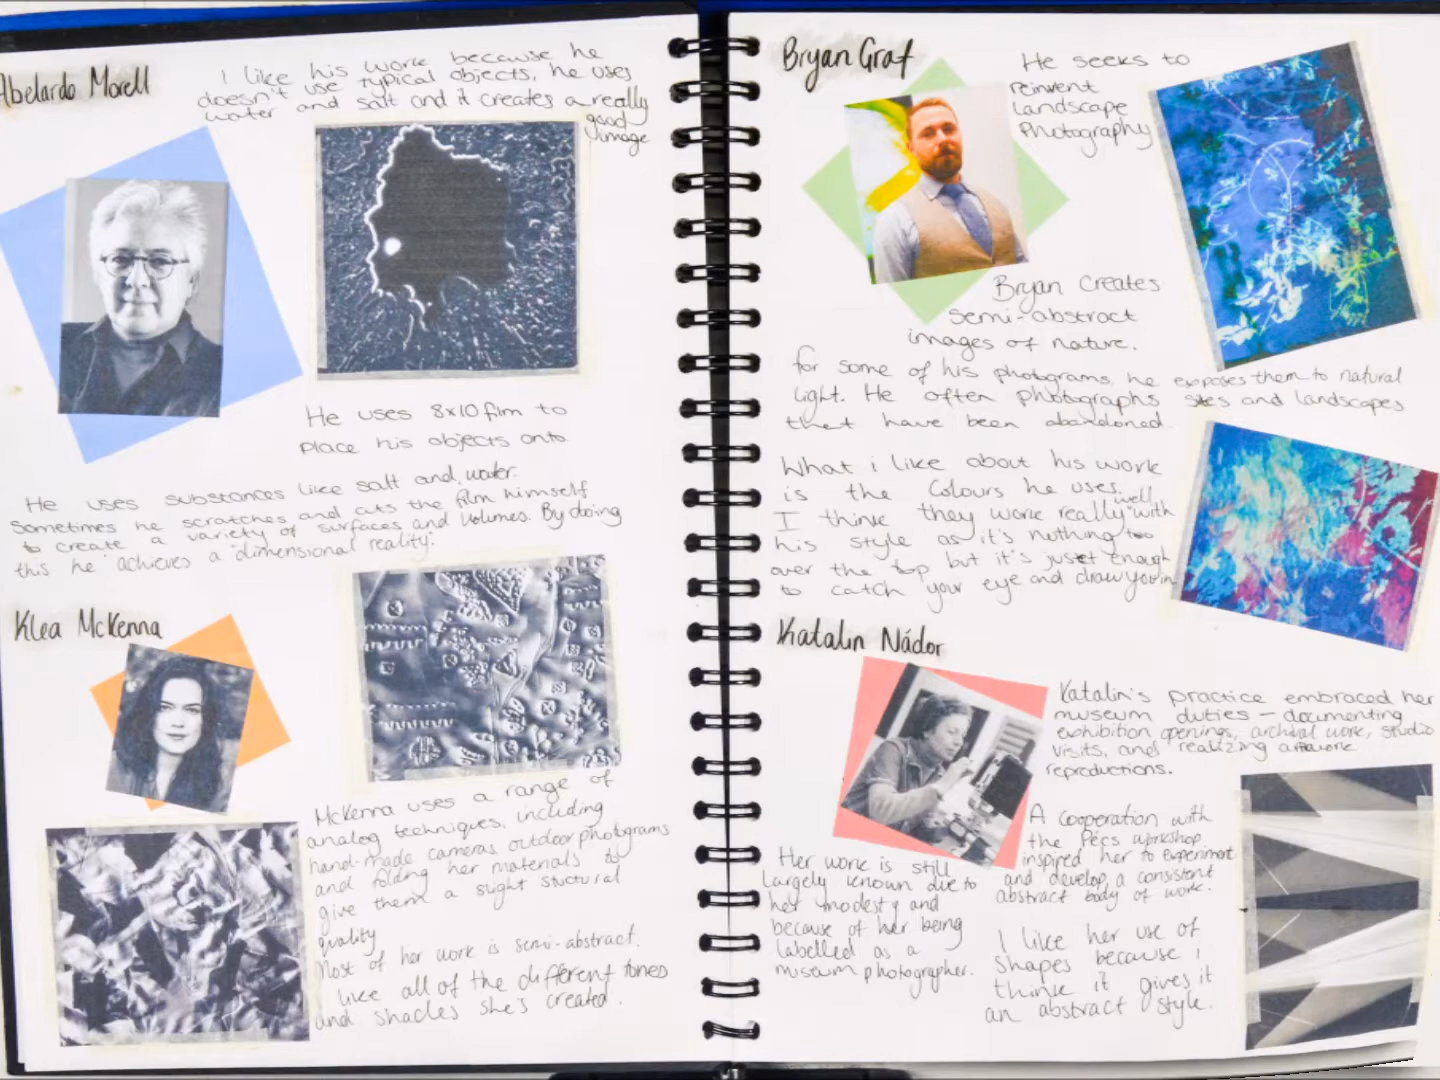 Abelardo Morell
I like his work because he
doesn't use typical objects, he uses
water and salt and it creates a really
good
image
He uses 8x10 film to
place his objects onto
He uses substances like salt and water.
Sometimes he scratches and cuts the film himself
to create a variety of surfaces and volumes. By doing
this he achieves a 'dimensional reality'.
Klea McKenna
McKenna uses a range of
analog techniques, including
hand-made cameras outdoor photograms
and folding her materials to
give them a slight stuctural
quality
Most of her work is semi-abstract.
I like all of the different tones
and shades she's created.
Bryan Graf
He seeks to
reinvent
landscape
photography
Bryan Creates
semi-abstract
images of nature.
for some of his photograms, he exposes them to natural
light. He often photographs sites and landscapes
that have been abandoned
What i like about his work
is the colours he uses.
I think they work really well with
his style as it's nothing too
over the top but it's just enough
to catch your eye and draw you in
Katalin Nádor
Katalin's practice embraced her
museum duties - documenting
exhibition openings, archival work, studio
visits, and realizing artwork
reproductions.
A cooperation with
the Pécs workshop
inspired her to experiment
and develop a consistent
abstract body of work.
Her work is still
largely known due to
her modesty and
because of her being
labelled as a
museum photographer.
I like her use of
shapes because i
think it gives it
an abstract style.